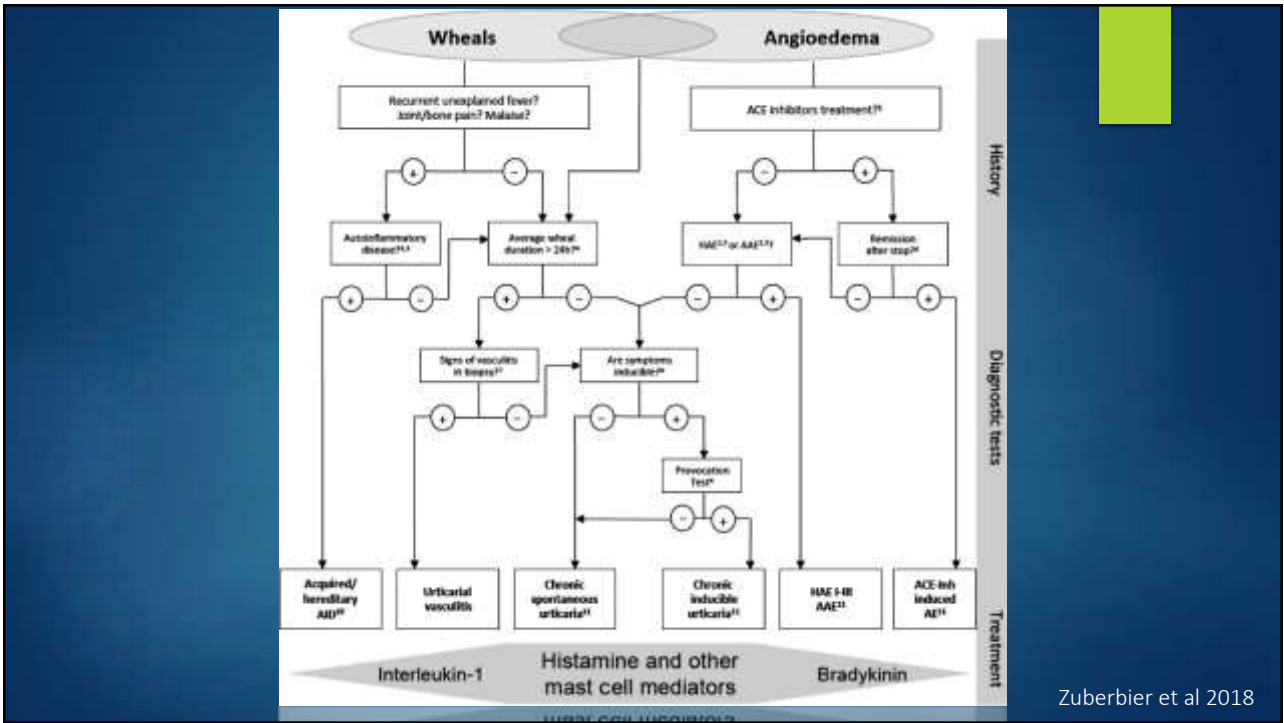 Wheals
Angioedema
Recurrent unexplained fever?
Joint/bone pain? Malaise?
ACE inhibitors treatment?
+
−
−
+
Autoinflammatory
disease?
Average wheal
duration > 24h?
HAE or AAE ?
Remission
after stop?
+
−
+
−
−
+
−
+
Signs of vasculitis
in biopsy?
Are symptoms
inducible?
+
−
−
+
Provocation
Test
−
+
Acquired/
hereditary
AID
Urticarial
vasculitis
Chronic
spontaneous
urticaria
Chronic
inducible
urticaria
HAE I-III
AAE
ACE-Inh
induced
AE
Interleukin-1
Histamine and other
mast cell mediators
Bradykinin
History
Diagnostic tests
Treatment
Zuberbier et al 2018